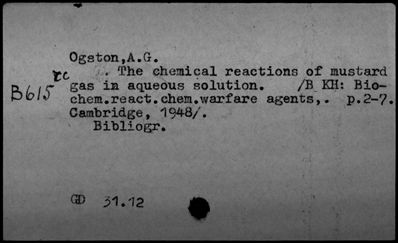 Ogston,A.G.
rc
. The chemical reactions of mustard
B615
gas in aqueous solution. /B KH: Bio-
chem.react.chem.warfare agents,. p.2-7.
Cambridge, 1948/.
Bibliogr.
GD 31.12